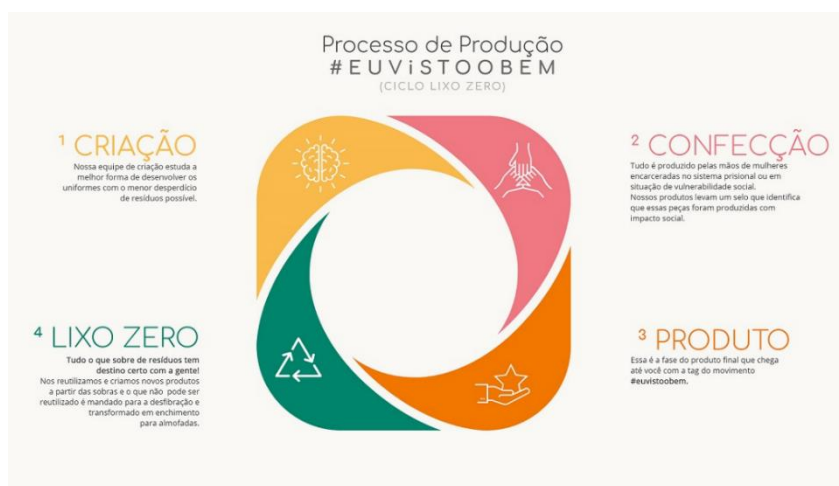 Processo de Produção
#EUViSTOOBEM
(CICLO LIXO ZERO)
¹ CRIAÇÃO
Nossa equipe de criação estuda a
melhor forma de desenvolver os
uniformes com o menor desperdício
de resíduos possível.
² CONFECÇÃO
Tudo é produzido pelas mãos de mulheres
encarceradas no sistema prisional ou em
situação de vulnerabilidade social.
Nossos produtos levam um selo que identifica
que essas peças foram produzidas com
impacto social.
³ PRODUTO
Essa é a fase do produto final que chega
até você com a tag do movimento
#euvistoobem.
⁴ LIXO ZERO
Tudo o que sobre de resíduos tem
destino certo com a gente!
Nos reutilizamos e criamos novos produtos
a partir das sobras e o que não pode ser
reutilizado é mandado para a desfibração e
transformado em enchimento
para almofadas.